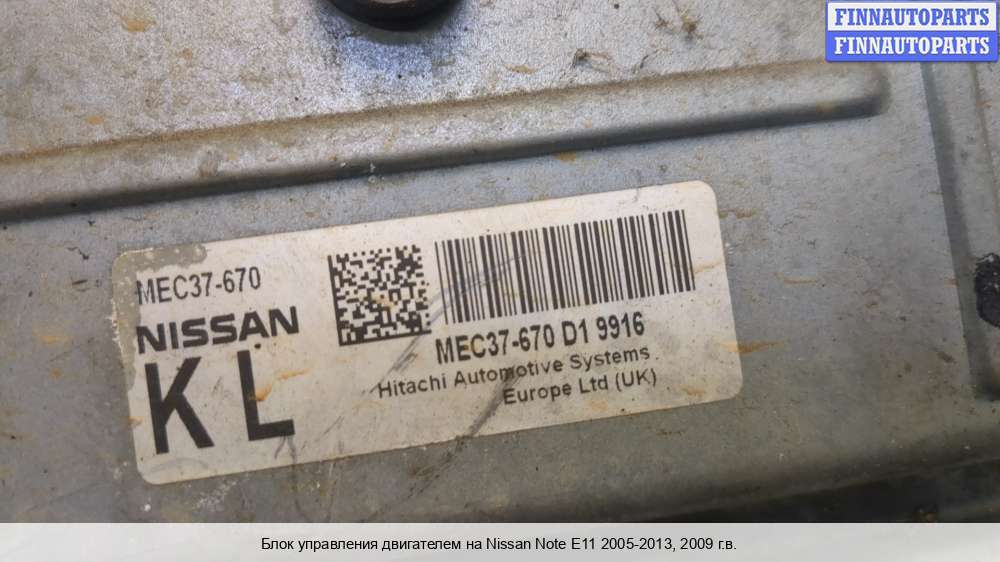 FINNAUTOPARTS
FINNAUTOPARTS
MEC37-670
NISSAN
KL
MEC37-670 D1 9916
Hitachi Automotive Systems
Europe Ltd (UK)
Блок управления двигателем на Nissan Note E11 2005-2013, 2009 г.в.